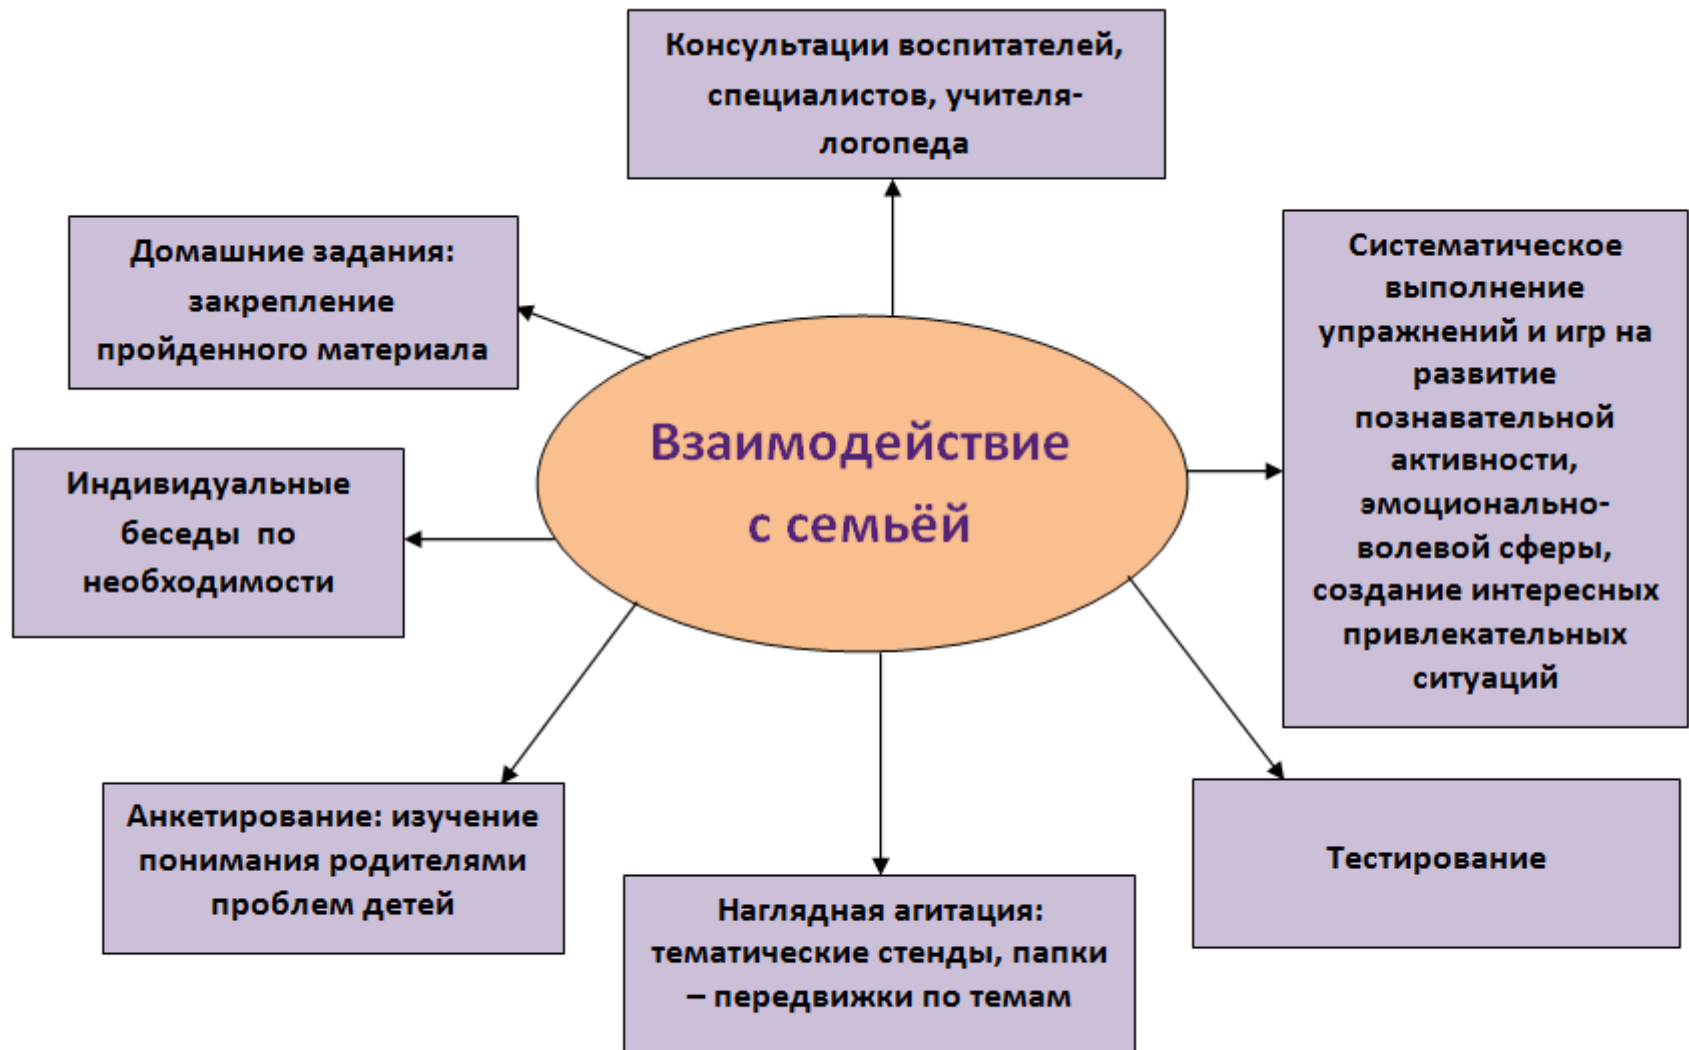 Консультации воспитателей,
специалистов, учителя-
логопеда
Домашние задания:
закрепление
пройденного материала
Систематическое
выполнение
упражнений и игр на
развитие
познавательной
активности,
эмоционально-
волевой сферы,
создание интересных
привлекательных
ситуаций
Взаимодействие
с семьёй
Индивидуальные
беседы по
необходимости
Анкетирование: изучение
понимания родителями
проблем детей
Наглядная агитация:
тематические стенды, папки
– передвижки по темам
Тестирование